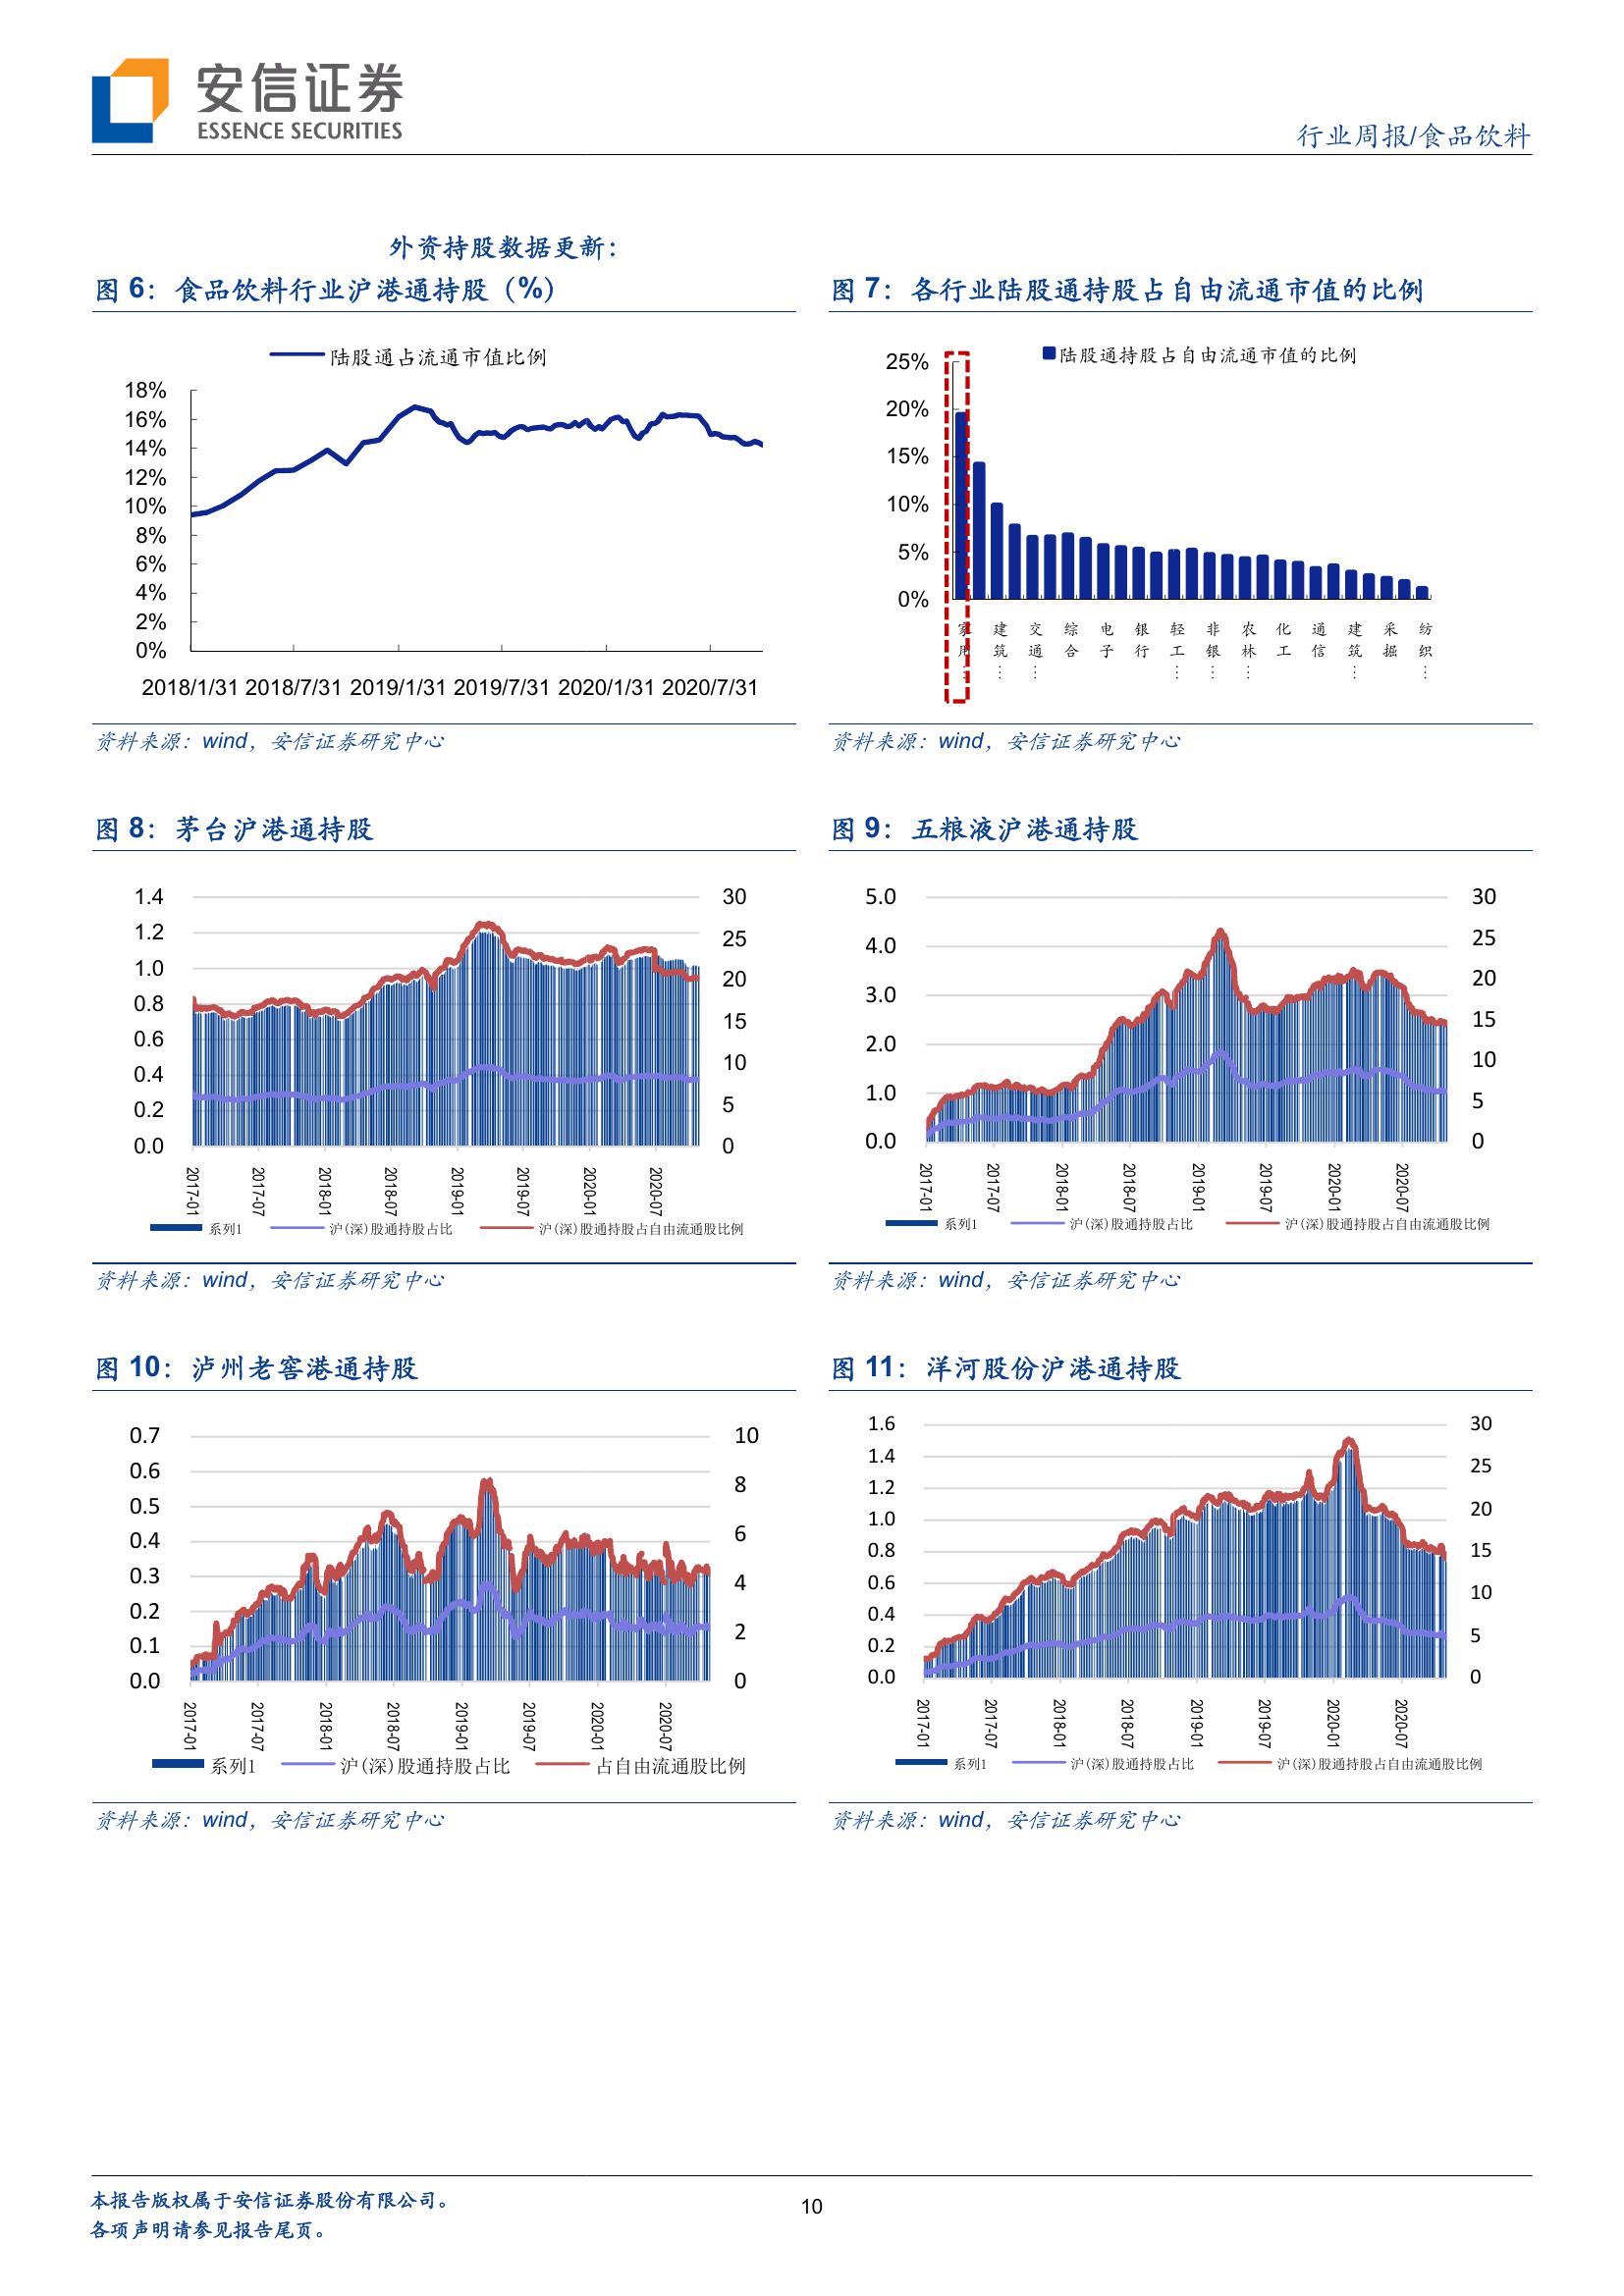 安信证券
ESSENCE SECURITIES
行业周报/食品饮料
外资持股数据更新：
图 6：食品饮料行业沪港通持股（%）
陆股通占流通市值比例
18%
16%
14%
12%
10%
8%
6%
4%
2%
0%
2018/1/31 2018/7/31 2019/1/31 2019/7/31 2020/1/31 2020/7/31
资料来源：wind，安信证券研究中心
图 7：各行业陆股通持股占自由流通市值的比例
陆股通持股占自由流通市值的比例
25%
20%
15%
10%
5%
0%
家用… 建筑… 交通… 综合 电子 银行 轻工… 非银… 农林… 化工 通信 建筑… 采掘 纺织…
资料来源：wind，安信证券研究中心
图 8：茅台沪港通持股
1.4
1.2
1.0
0.8
0.6
0.4
0.2
0.0
30
25
20
15
10
5
0
2017-01 2017-07 2018-01 2018-07 2019-01 2019-07 2020-01 2020-07
系列1 沪(深)股通持股占比 沪(深)股通持股占自由流通股比例
资料来源：wind，安信证券研究中心
图 9：五粮液沪港通持股
5.0
4.0
3.0
2.0
1.0
0.0
30
25
20
15
10
5
0
2017-01 2017-07 2018-01 2018-07 2019-01 2019-07 2020-01 2020-07
系列1 沪(深)股通持股占比 沪(深)股通持股占自由流通股比例
资料来源：wind，安信证券研究中心
图 10：泸州老窖港通持股
0.7
0.6
0.5
0.4
0.3
0.2
0.1
0.0
10
8
6
4
2
0
2017-01 2017-07 2018-01 2018-07 2019-01 2019-07 2020-01 2020-07
系列1 沪(深)股通持股占比 占自由流通股比例
资料来源：wind，安信证券研究中心
图 11：洋河股份沪港通持股
1.6
1.4
1.2
1.0
0.8
0.6
0.4
0.2
0.0
30
25
20
15
10
5
0
2017-01 2017-07 2018-01 2018-07 2019-01 2019-07 2020-01 2020-07
系列1 沪(深)股通持股占比 沪(深)股通持股占自由流通股比例
资料来源：wind，安信证券研究中心
本报告版权属于安信证券股份有限公司。
各项声明请参见报告尾页。
10